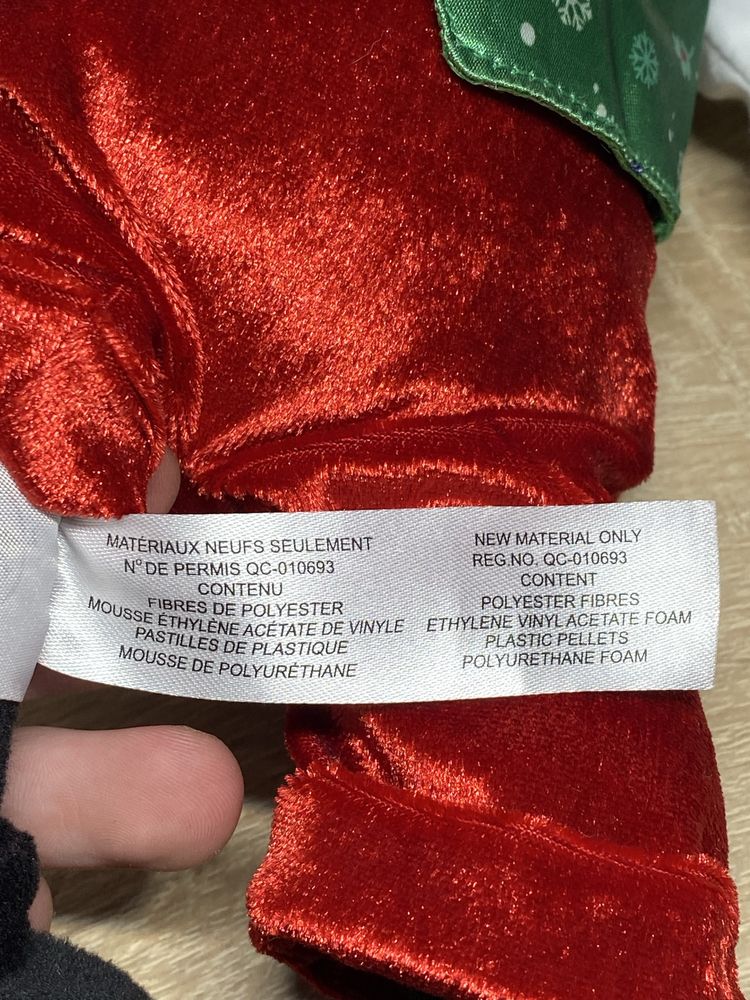 MATÉRIAUX NEUFS SEULEMENT
Nº DE PERMIS QC-010693
CONTENU
FIBRES DE POLYESTER
MOUSSE ÉTHYLÈNE ACÉTATE DE VINYLE
PASTILLES DE PLASTIQUE
MOUSSE DE POLYURÉTHANE
NEW MATERIAL ONLY
REG.NO. QC-010693
CONTENT
POLYESTER FIBRES
ETHYLENE VINYL ACETATE FOAM
PLASTIC PELLETS
POLYURETHANE FOAM